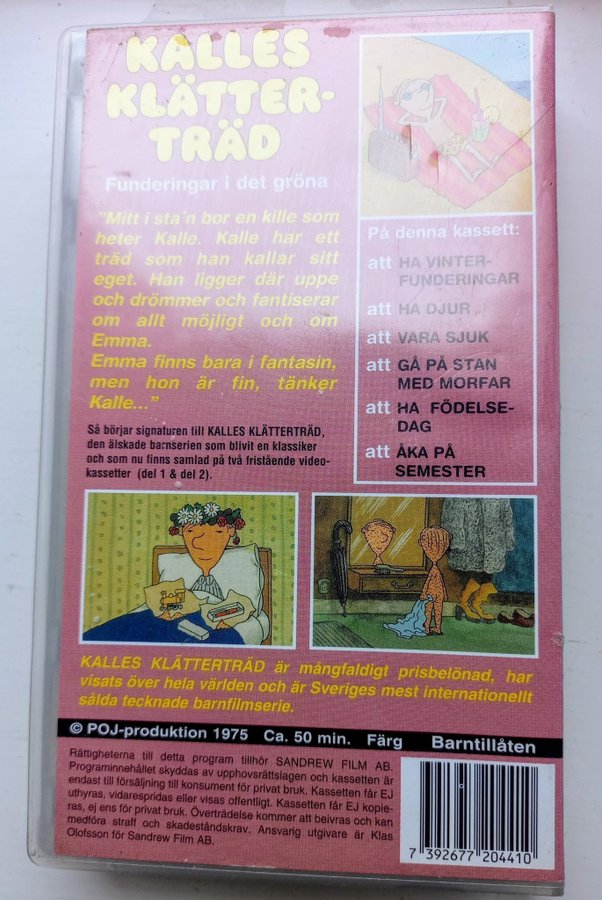 KALLES
KLÄTTER-
TRÄD
Funderingar i det gröna
"Mitt i sta'n bor en kille som
heter Kalle. Kalle har ett
träd som han kallar sitt
eget. Han ligger där uppe
och drömmer och fantiserar
om allt möjligt och om
Emma.
Emma finns bara i fantasin,
men hon är fin, tänker
Kalle..."
Så börjar signaturen till KALLES KLÄTTERTRÄD,
den älskade barnserien som blivit en klassiker
och som nu finns samlad på två fristående video-
kassetter (del 1 & del 2).
På denna kassett:
att HA VINTER-
FUNDERINGAR
att HA DJUR
att VARA SJUK
att GÅ PÅ STAN
MED MORFAR
att HA FÖDELSE-
DAG
att ÅKA PÅ
SEMESTER
KALLES KLÄTTERTRÄD är mångfaldigt prisbelönad, har
visats över hela världen och är Sveriges mest internationellt
sålda tecknade barnfilmserie.
© POJ-produktion 1975 Ca. 50 min. Färg Barntillåten
Rättigheterna till detta program tillhör SANDREW FILM AB.
Programinnehållet skyddas av upphovsrättslagen och kassetten är
endast till försäljning till konsument för privat bruk. Kassetten får EJ
uthyras, vidarespridas eller visas offentligt. Kassetten får EJ kopie-
ras, ej ens för privat bruk. Överträdelse kommer att beivras och kan
medföra straff och skadeståndskrav. Ansvarig utgivare är Klas
Olofsson för Sandrew Film AB.
7 392677 204410